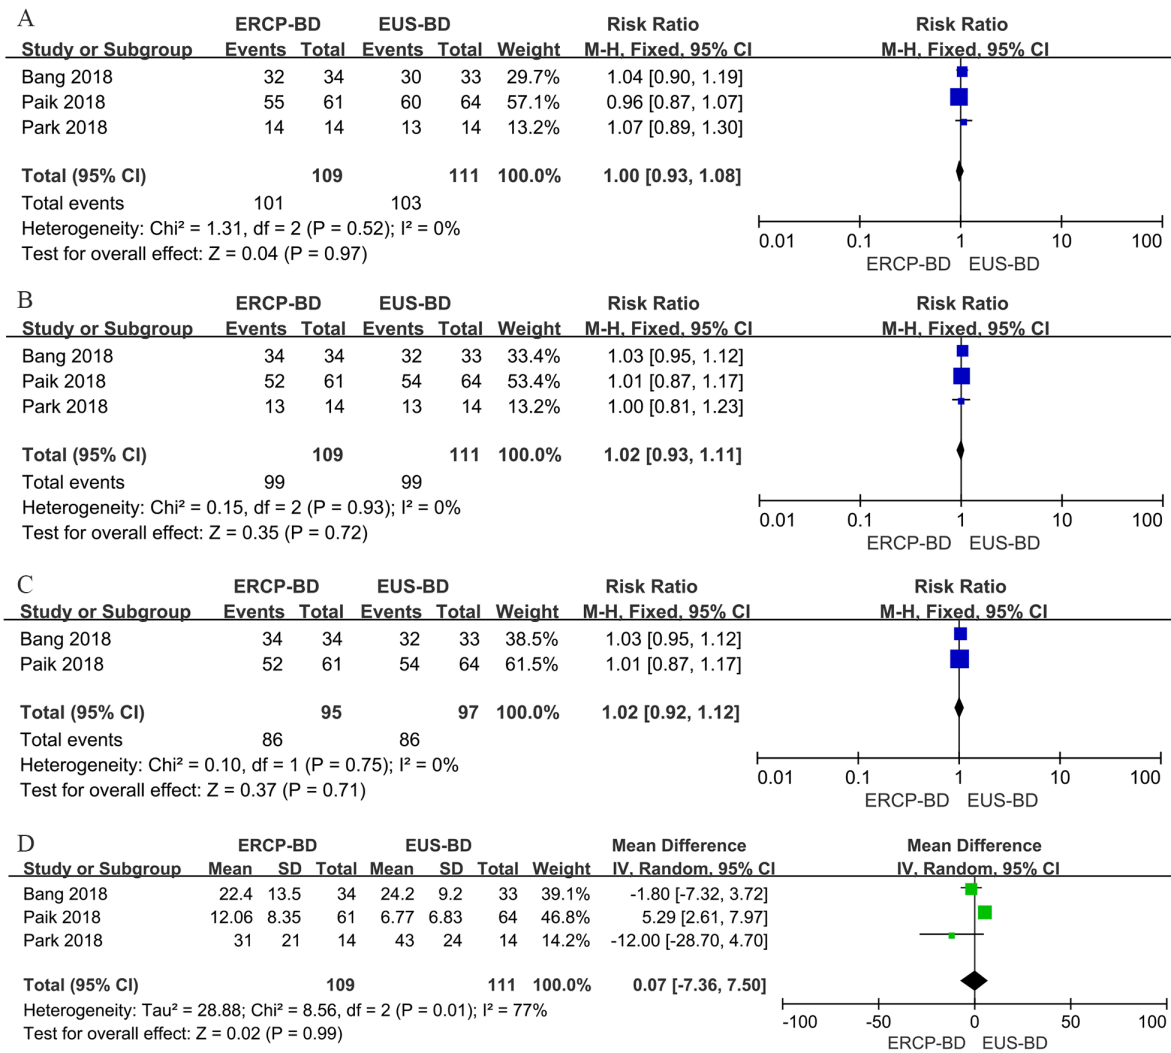 A
ERCP-BD EUS-BD Risk Ratio Risk Ratio
Study or Subgroup Events Total Events Total Weight M-H, Fixed, 95% CI M-H, Fixed, 95% CI
Bang 2018 32 34 30 33 29.7% 1.04 [0.90, 1.19]
Paik 2018 55 61 60 64 57.1% 0.96 [0.87, 1.07]
Park 2018 14 14 13 14 13.2% 1.07 [0.89, 1.30]
Total (95% CI) 109 111 100.0% 1.00 [0.93, 1.08]
Total events 101 103
Heterogeneity: Chi² = 1.31, df = 2 (P = 0.52); I² = 0%
Test for overall effect: Z = 0.04 (P = 0.97)
0.01 0.1 1 10 100
ERCP-BD EUS-BD
B
ERCP-BD EUS-BD Risk Ratio Risk Ratio
Study or Subgroup Events Total Events Total Weight M-H, Fixed, 95% CI M-H, Fixed, 95% CI
Bang 2018 34 34 32 33 33.4% 1.03 [0.95, 1.12]
Paik 2018 52 61 54 64 53.4% 1.01 [0.87, 1.17]
Park 2018 13 14 13 14 13.2% 1.00 [0.81, 1.23]
Total (95% CI) 109 111 100.0% 1.02 [0.93, 1.11]
Total events 99 99
Heterogeneity: Chi² = 0.15, df = 2 (P = 0.93); I² = 0%
Test for overall effect: Z = 0.35 (P = 0.72)
0.01 0.1 1 10 100
ERCP-BD EUS-BD
C
ERCP-BD EUS-BD Risk Ratio Risk Ratio
Study or Subgroup Events Total Events Total Weight M-H, Fixed, 95% CI M-H, Fixed, 95% CI
Bang 2018 34 34 32 33 38.5% 1.03 [0.95, 1.12]
Paik 2018 52 61 54 64 61.5% 1.01 [0.87, 1.17]
Total (95% CI) 95 97 100.0% 1.02 [0.92, 1.12]
Total events 86 86
Heterogeneity: Chi² = 0.10, df = 1 (P = 0.75); I² = 0%
Test for overall effect: Z = 0.37 (P = 0.71)
0.01 0.1 1 10 100
ERCP-BD EUS-BD
D
ERCP-BD EUS-BD Mean Difference Mean Difference
Study or Subgroup Mean SD Total Mean SD Total Weight IV, Random, 95% CI IV, Random, 95% CI
Bang 2018 22.4 13.5 34 24.2 9.2 33 39.1% -1.80 [-7.32, 3.72]
Paik 2018 12.06 8.35 61 6.77 6.83 64 46.8% 5.29 [2.61, 7.97]
Park 2018 31 21 14 43 24 14 14.2% -12.00 [-28.70, 4.70]
Total (95% CI) 109 111 100.0% 0.07 [-7.36, 7.50]
Heterogeneity: Tau² = 28.88; Chi² = 8.56, df = 2 (P = 0.01); I² = 77%
Test for overall effect: Z = 0.02 (P = 0.99)
-100 -50 0 50 100
ERCP-BD EUS-BD